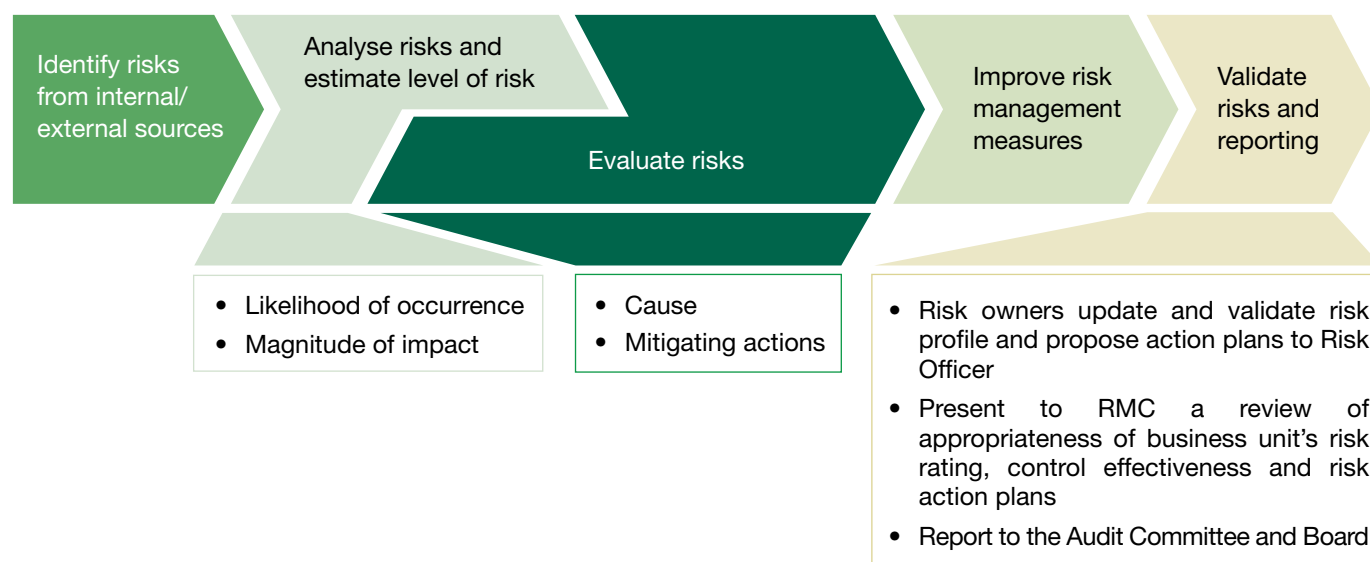 Identify risks
from internal/
external sources
Analyse risks and
estimate level of risk
Evaluate risks
Improve risk
management
measures
Validate
risks and
reporting
• Likelihood of occurrence
• Magnitude of impact
• Cause
• Mitigating actions
• Risk owners update and validate risk
profile and propose action plans to Risk
Officer
• Present to RMC a review of
appropriateness of business unit's risk
rating, control effectiveness and risk
action plans
• Report to the Audit Committee and Board